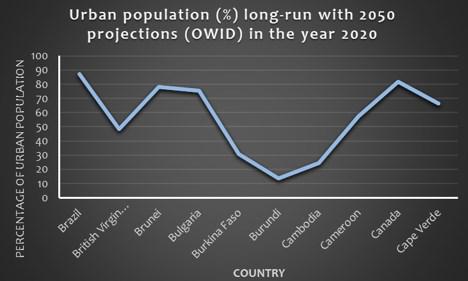 Urban population (%) long-run with 2050
projections (OWID) in the year 2020
PERCENTAGE OF URBAN POPULATION
100
90
80
70
60
50
40
30
20
10
0
Brazil
British Virgin...
Brunei
Bulgaria
Burkina Faso
Burundi
Cambodia
Cameroon
Canada
Cape Verde
COUNTRY